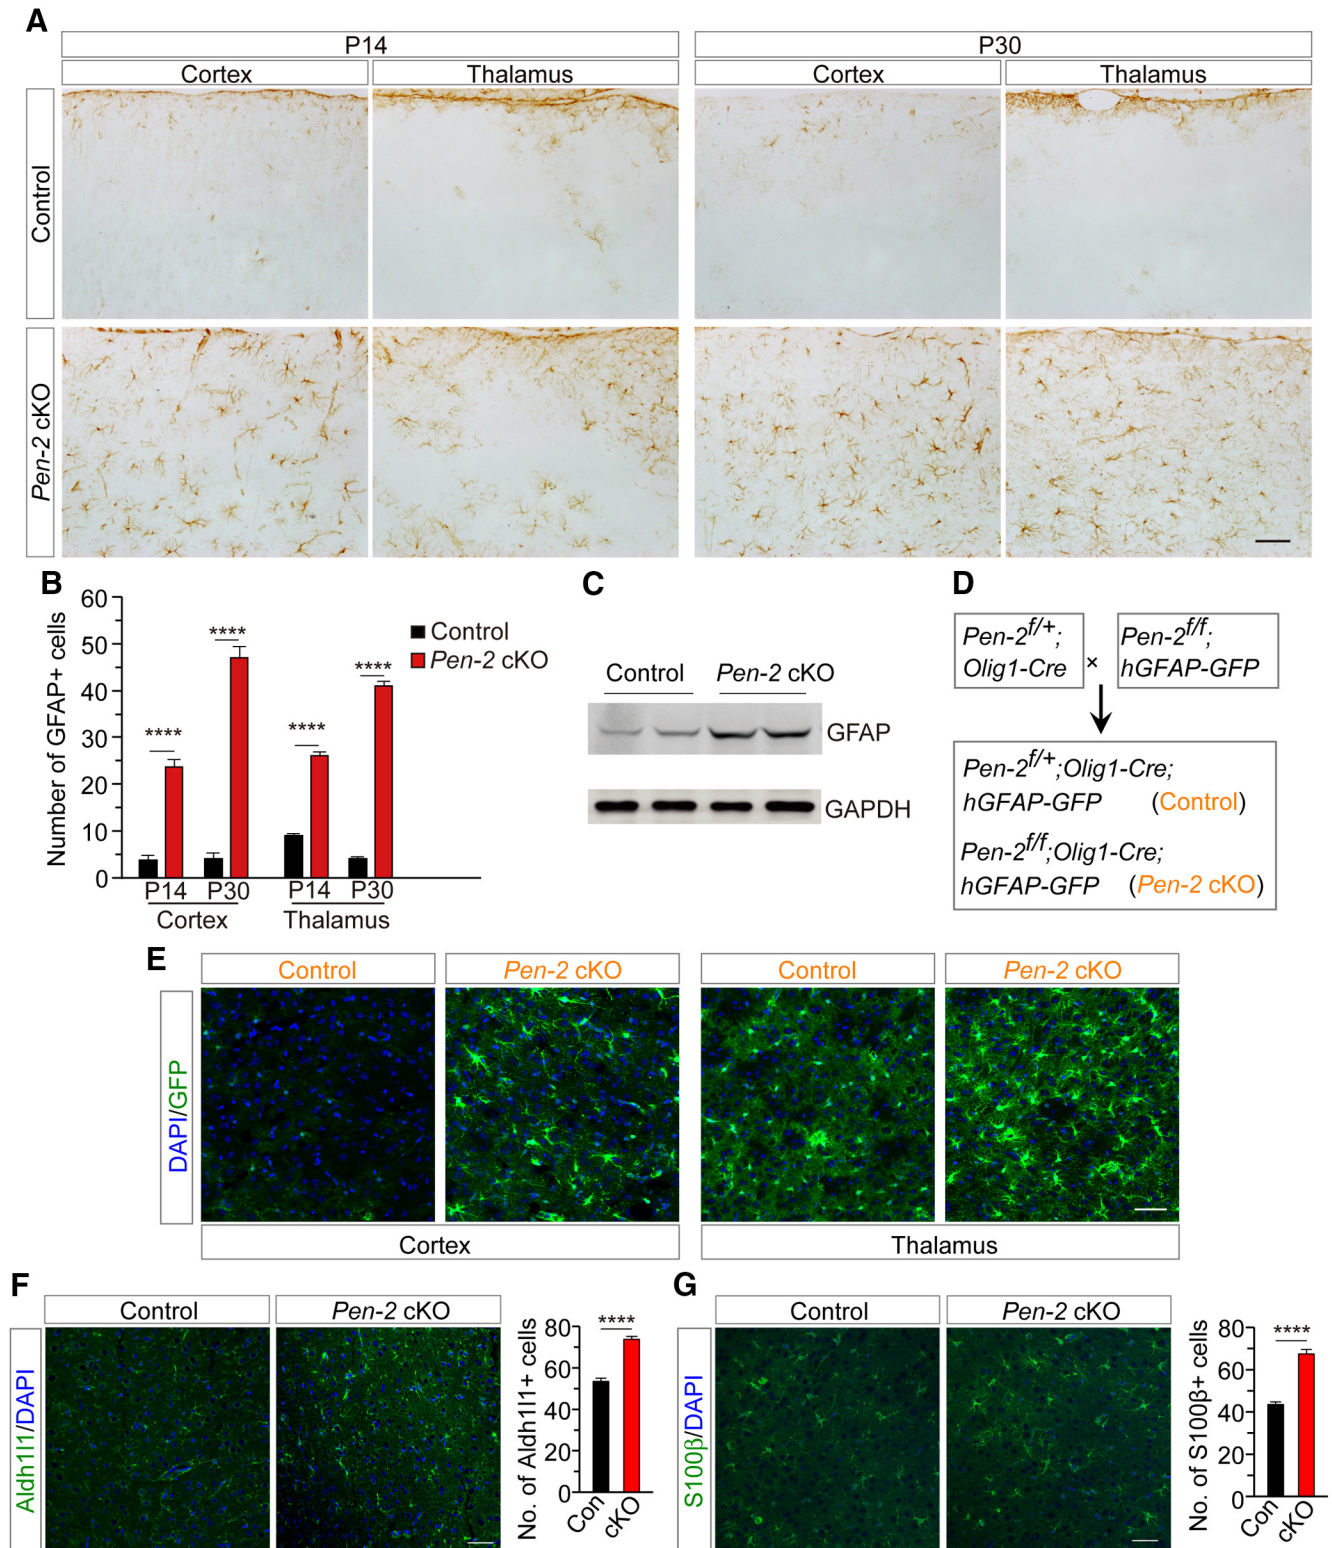 A
P14
P30
Cortex
Thalamus
Cortex
Thalamus
Control
Pen-2 cKO
B
Number of GFAP+ cells
60
50
40
30
20
10
0
****
****
****
****
Control
Pen-2 cKO
P14
P30
P14
P30
Cortex
Thalamus
C
Control
Pen-2 cKO
GFAP
GAPDH
D
Pen-2f/+;
Olig1-Cre
×
Pen-2f/f;
hGFAP-GFP
Pen-2f/+;Olig1-Cre;
hGFAP-GFP (Control)
Pen-2f/f;Olig1-Cre;
hGFAP-GFP (Pen-2 cKO)
E
Control
Pen-2 cKO
Control
Pen-2 cKO
DAPI/GFP
Cortex
Thalamus
F
Control
Pen-2 cKO
Aldh1l1/DAPI
No. of Aldh1l1+ cells
80
60
40
20
0
****
Con
cKO
G
Control
Pen-2 cKO
S100β/DAPI
No. of S100β+ cells
80
60
40
20
0
****
Con
cKO